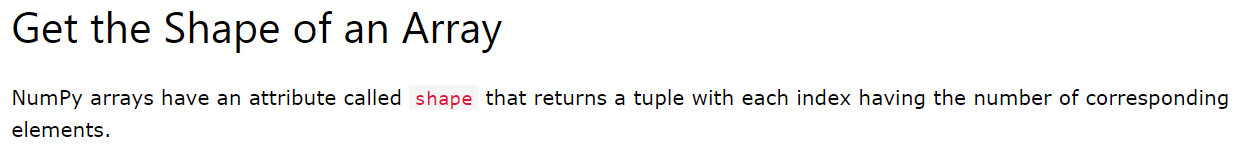 Get the Shape of an Array
NumPy arrays have an attribute called shape that returns a tuple with each index having the number of corresponding
elements.